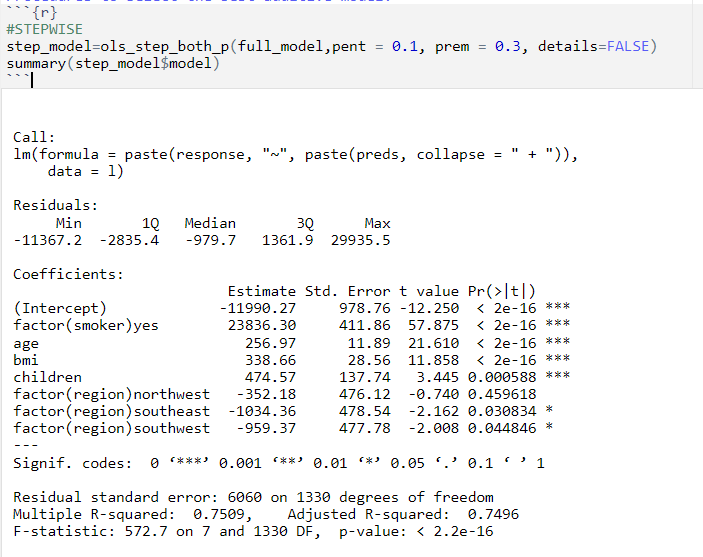 ```{r}
#STEPWISE
step_model=ols_step_both_p(full_model,pent = 0.1, prem = 0.3, details=FALSE)
summary(step_model$model)
```
Call:
lm(formula = paste(response, "~", paste(preds, collapse = " + ")),
    data = l)
Residuals:
     Min       1Q   Median       3Q      Max
-11367.2  -2835.4   -979.7   1361.9  29935.5
Coefficients:
                         Estimate Std. Error t value Pr(>|t|)
(Intercept)             -11990.27     978.76 -12.250  < 2e-16 ***
factor(smoker)yes        23836.30     411.86  57.875  < 2e-16 ***
age                        256.97      11.89  21.610  < 2e-16 ***
bmi                        338.66      28.56  11.858  < 2e-16 ***
children                   474.57     137.74   3.445 0.000588 ***
factor(region)northwest   -352.18     476.12  -0.740 0.459618
factor(region)southeast  -1034.36     478.54  -2.162 0.030834 *
factor(region)southwest   -959.37     477.78  -2.008 0.044846 *
---
Signif. codes:  0 ‘***’ 0.001 ‘**’ 0.01 ‘*’ 0.05 ‘.’ 0.1 ‘ ’ 1
Residual standard error: 6060 on 1330 degrees of freedom
Multiple R-squared:  0.7509,    Adjusted R-squared:  0.7496
F-statistic: 572.7 on 7 and 1330 DF,  p-value: < 2.2e-16